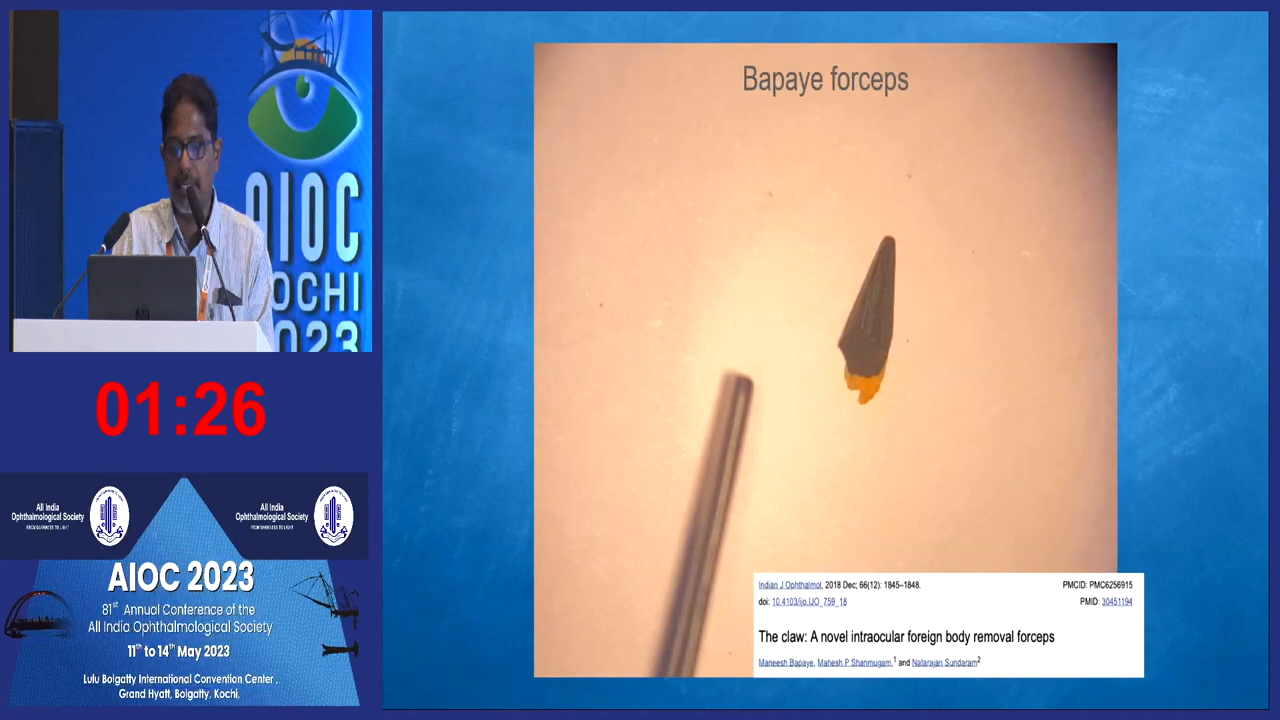 AIOC
OCHI
2023
01:26
All India
Ophthalmological Society
All India
Ophthalmological Society
AIOC 2023
81st Annual Conference of the
All India Ophthalmological Society
11th to 14th May 2023
Lulu Bolgatty International Convention Center ,
Grand Hyatt, Bolgatty, Kochi,
Bapaye forceps
Indian J Ophthalmol. 2018 Dec; 66(12): 1845–1848.
PMCID: PMC6256915
doi: 10.4103/ijo.IJO_759_18
PMID: 30451194
The claw: A novel intraocular foreign body removal forceps
Maneesh Bapaye, Mahesh P Shanmugam,1 and Natarajan Sundaram2